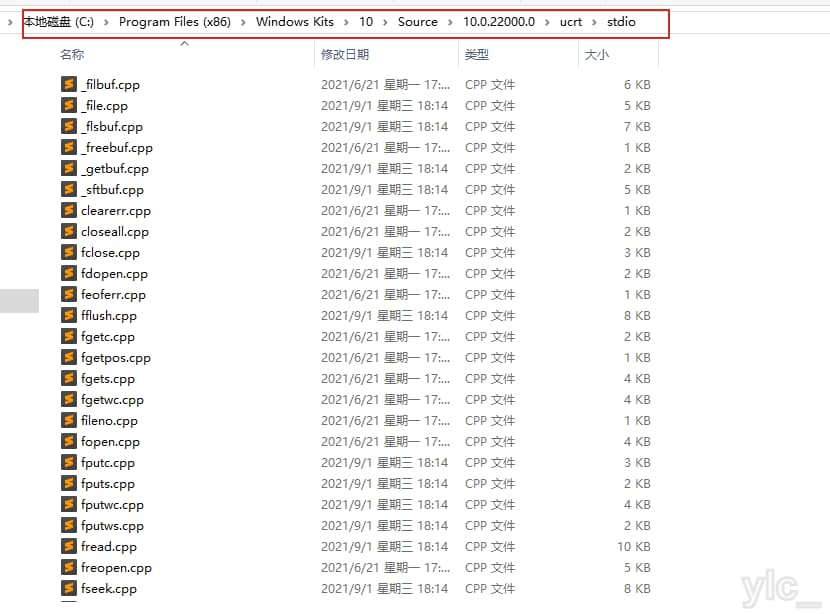 本地磁盘 (C:) › Program Files (x86) › Windows Kits › 10 › Source › 10.0.22000.0 › ucrt › stdio
名称 修改日期 类型 大小
_filbuf.cpp 2021/6/21 星期一 17:... CPP 文件 6 KB
_file.cpp 2021/9/1 星期三 18:14 CPP 文件 5 KB
_flsbuf.cpp 2021/9/1 星期三 18:14 CPP 文件 7 KB
_freebuf.cpp 2021/6/21 星期一 17:... CPP 文件 1 KB
_getbuf.cpp 2021/9/1 星期三 18:14 CPP 文件 2 KB
_sftbuf.cpp 2021/9/1 星期三 18:14 CPP 文件 5 KB
clearerr.cpp 2021/6/21 星期一 17:... CPP 文件 1 KB
closeall.cpp 2021/6/21 星期一 17:... CPP 文件 2 KB
fclose.cpp 2021/9/1 星期三 18:14 CPP 文件 3 KB
fdopen.cpp 2021/6/21 星期一 17:... CPP 文件 2 KB
feoferr.cpp 2021/6/21 星期一 17:... CPP 文件 1 KB
fflush.cpp 2021/9/1 星期三 18:14 CPP 文件 8 KB
fgetc.cpp 2021/6/21 星期一 17:... CPP 文件 2 KB
fgetpos.cpp 2021/6/21 星期一 17:... CPP 文件 1 KB
fgets.cpp 2021/6/21 星期一 17:... CPP 文件 4 KB
fgetwc.cpp 2021/6/21 星期一 17:... CPP 文件 4 KB
fileno.cpp 2021/6/21 星期一 17:... CPP 文件 1 KB
fopen.cpp 2021/6/21 星期一 17:... CPP 文件 4 KB
fputc.cpp 2021/9/1 星期三 18:14 CPP 文件 3 KB
fputs.cpp 2021/9/1 星期三 18:14 CPP 文件 2 KB
fputwc.cpp 2021/9/1 星期三 18:14 CPP 文件 4 KB
fputws.cpp 2021/9/1 星期三 18:14 CPP 文件 2 KB
fread.cpp 2021/9/1 星期三 18:14 CPP 文件 10 KB
freopen.cpp 2021/6/21 星期一 17:... CPP 文件 5 KB
fseek.cpp 2021/9/1 星期三 18:14 CPP 文件 8 KB
ylc_